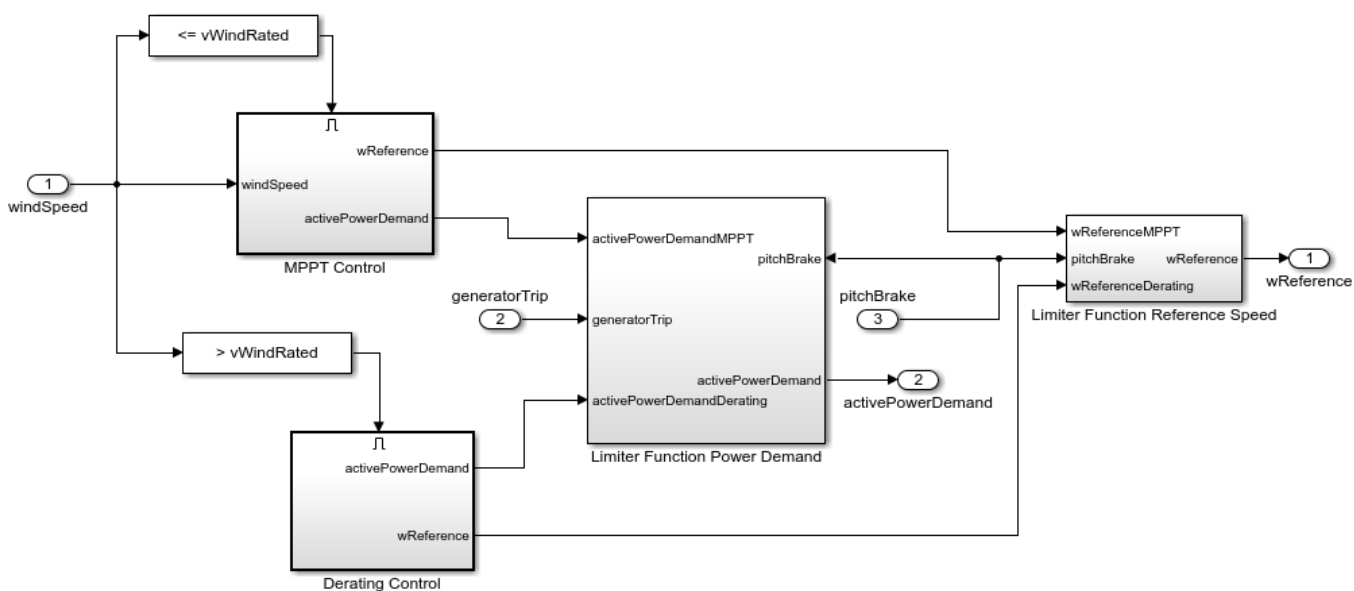 <= vWindRated
wReference
1
windSpeed
windSpeed
activePowerDemand
MPPT Control
activePowerDemandMPPT
pitchBrake
generatorTrip
2
generatorTrip
pitchBrake
3
activePowerDemand
2
activePowerDemand
activePowerDemandDerating
Limiter Function Power Demand
wReferenceMPPT
pitchBrake
wReference
wReferenceDerating
1
wReference
Limiter Function Reference Speed
> vWindRated
activePowerDemand
wReference
Derating Control